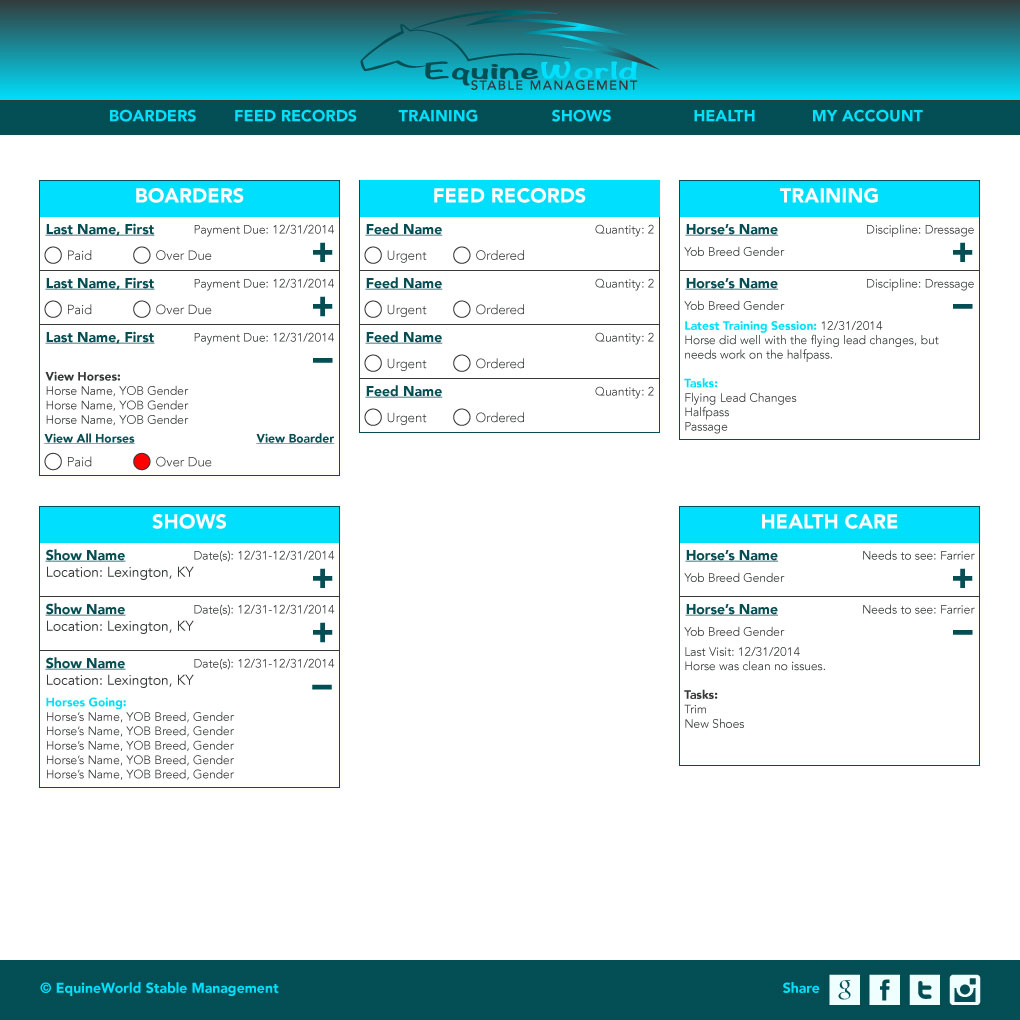 EquineWorld
STABLE MANAGEMENT
BOARDERS FEED RECORDS TRAINING SHOWS HEALTH MY ACCOUNT
BOARDERS
Last Name, First Payment Due: 12/31/2014
Paid Over Due
Last Name, First Payment Due: 12/31/2014
Paid Over Due
Last Name, First Payment Due: 12/31/2014
View Horses:
Horse Name, YOB Gender
Horse Name, YOB Gender
Horse Name, YOB Gender
View All Horses View Boarder
Paid Over Due
FEED RECORDS
Feed Name Quantity: 2
Urgent Ordered
Feed Name Quantity: 2
Urgent Ordered
Feed Name Quantity: 2
Urgent Ordered
Feed Name Quantity: 2
Urgent Ordered
TRAINING
Horse's Name Discipline: Dressage
Yob Breed Gender
Horse's Name Discipline: Dressage
Yob Breed Gender
Latest Training Session: 12/31/2014
Horse did well with the flying lead changes, but
needs work on the halfpass.
Tasks:
Flying Lead Changes
Halfpass
Passage
SHOWS
Show Name Date(s): 12/31-12/31/2014
Location: Lexington, KY
Show Name Date(s): 12/31-12/31/2014
Location: Lexington, KY
Show Name Date(s): 12/31-12/31/2014
Location: Lexington, KY
Horses Going:
Horse's Name, YOB Breed, Gender
Horse's Name, YOB Breed, Gender
Horse's Name, YOB Breed, Gender
Horse's Name, YOB Breed, Gender
Horse's Name, YOB Breed, Gender
HEALTH CARE
Horse's Name Needs to see: Farrier
Yob Breed Gender
Horse's Name Needs to see: Farrier
Yob Breed Gender
Last Visit: 12/31/2014
Horse was clean no issues.
Tasks:
Trim
New Shoes
© EquineWorld Stable Management
Share g f t